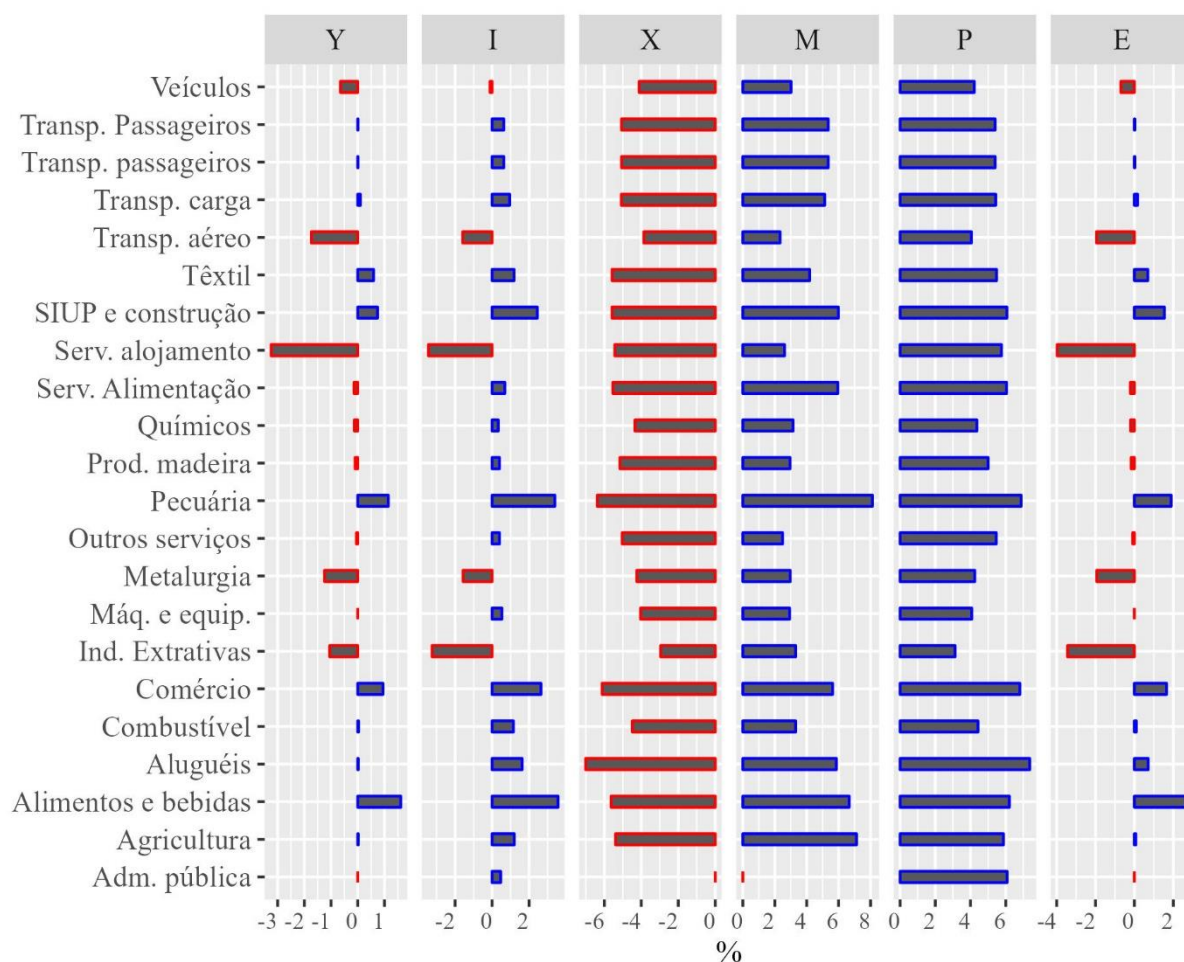 Y I X M P E
Veículos
Transp. Passageiros
Transp. passageiros
Transp. carga
Transp. aéreo
Têxtil
SIUP e construção
Serv. alojamento
Serv. Alimentação
Químicos
Prod. madeira
Pecuária
Outros serviços
Metalurgia
Máq. e equip.
Ind. Extrativas
Comércio
Combustível
Aluguéis
Alimentos e bebidas
Agricultura
Adm. pública
-3 -2 -1 0 1 -2 0 2 -6 -4 -2 0 0 2 4 6 8 0 2 4 6 -4 -2 0 2
%